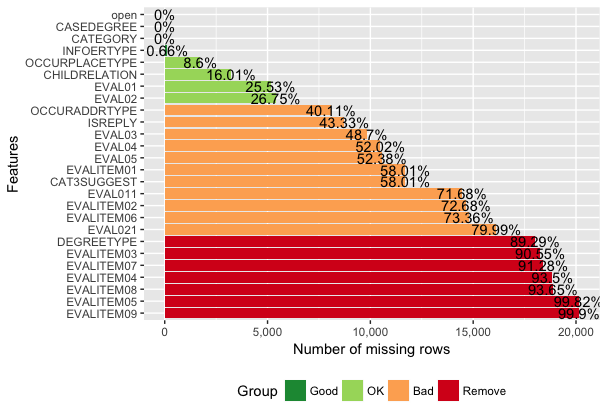 open 0%
CASEDEGREE 0%
CATEGORY 0%
INFOERTYPE 0.66%
OCCURPLACETYPE 8.6%
CHILDRELATION 16.01%
EVAL01 25.53%
EVAL02 26.75%
OCCURADDRTYPE 40.11%
ISREPLY 43.33%
EVAL03 48.7%
EVAL04 52.02%
EVAL05 52.38%
EVALITEM01 58.01%
CAT3SUGGEST 58.01%
EVAL011 71.68%
EVALITEM02 72.68%
EVALITEM06 73.36%
EVAL021 79.99%
DEGREETYPE 89.29%
EVALITEM03 90.55%
EVALITEM07 91.28%
EVALITEM04 93.5%
EVALITEM08 93.65%
EVALITEM05 99.82%
EVALITEM09 99.9%
Features
0 5,000 10,000 15,000 20,000
Number of missing rows
Group Good OK Bad Remove